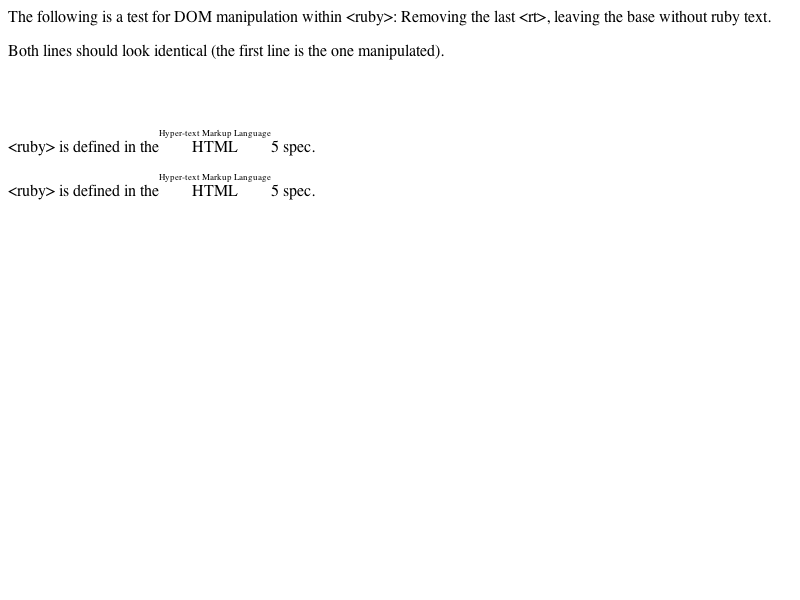 The following is a test for DOM manipulation within <ruby>: Removing the last <rt>, leaving the base without ruby text.
Both lines should look identical (the first line is the one manipulated).
Hyper-text Markup Language
<ruby> is defined in the HTML 5 spec.
Hyper-text Markup Language
<ruby> is defined in the HTML 5 spec.